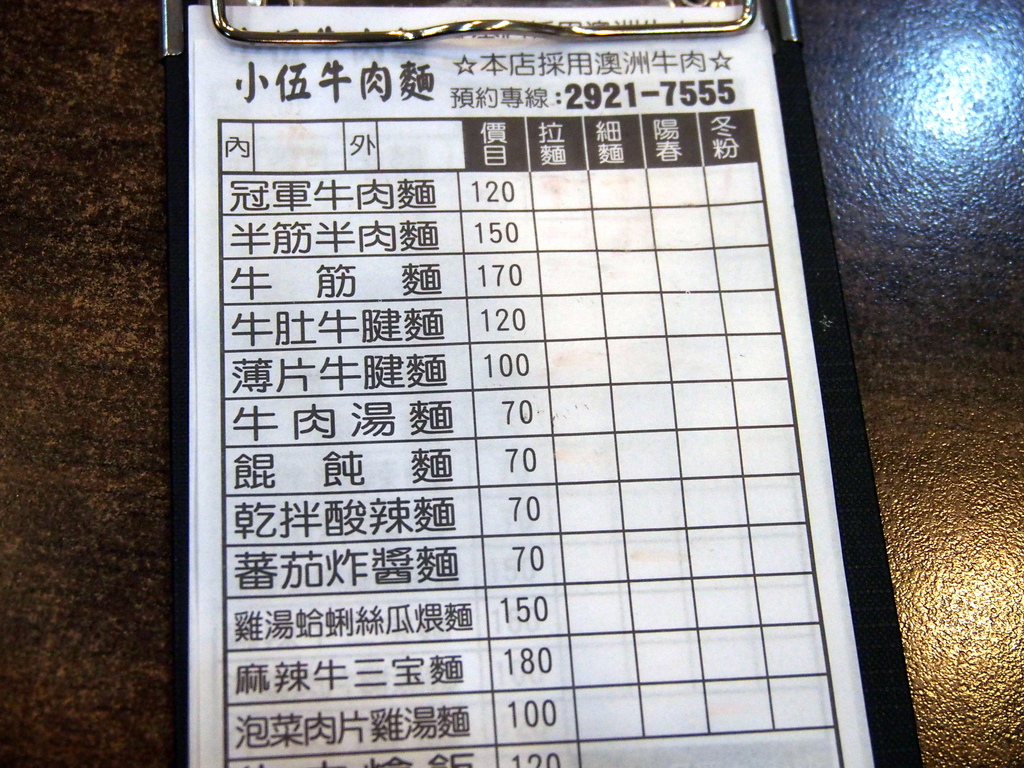 小伍牛肉麵
☆本店採用澳洲牛肉☆
預約專線：2921-7555
內 外 價目 拉麵 細麵 陽春 冬粉
冠軍牛肉麵 120
半筋半肉麵 150
牛筋麵 170
牛肚牛腱麵 120
薄片牛腱麵 100
牛肉湯麵 70
餛飩麵 70
乾拌酸辣麵 70
蕃茄炸醬麵 70
雞湯蛤蜊絲瓜煨麵 150
麻辣牛三宝麵 180
泡菜肉片雞湯麵 100
120